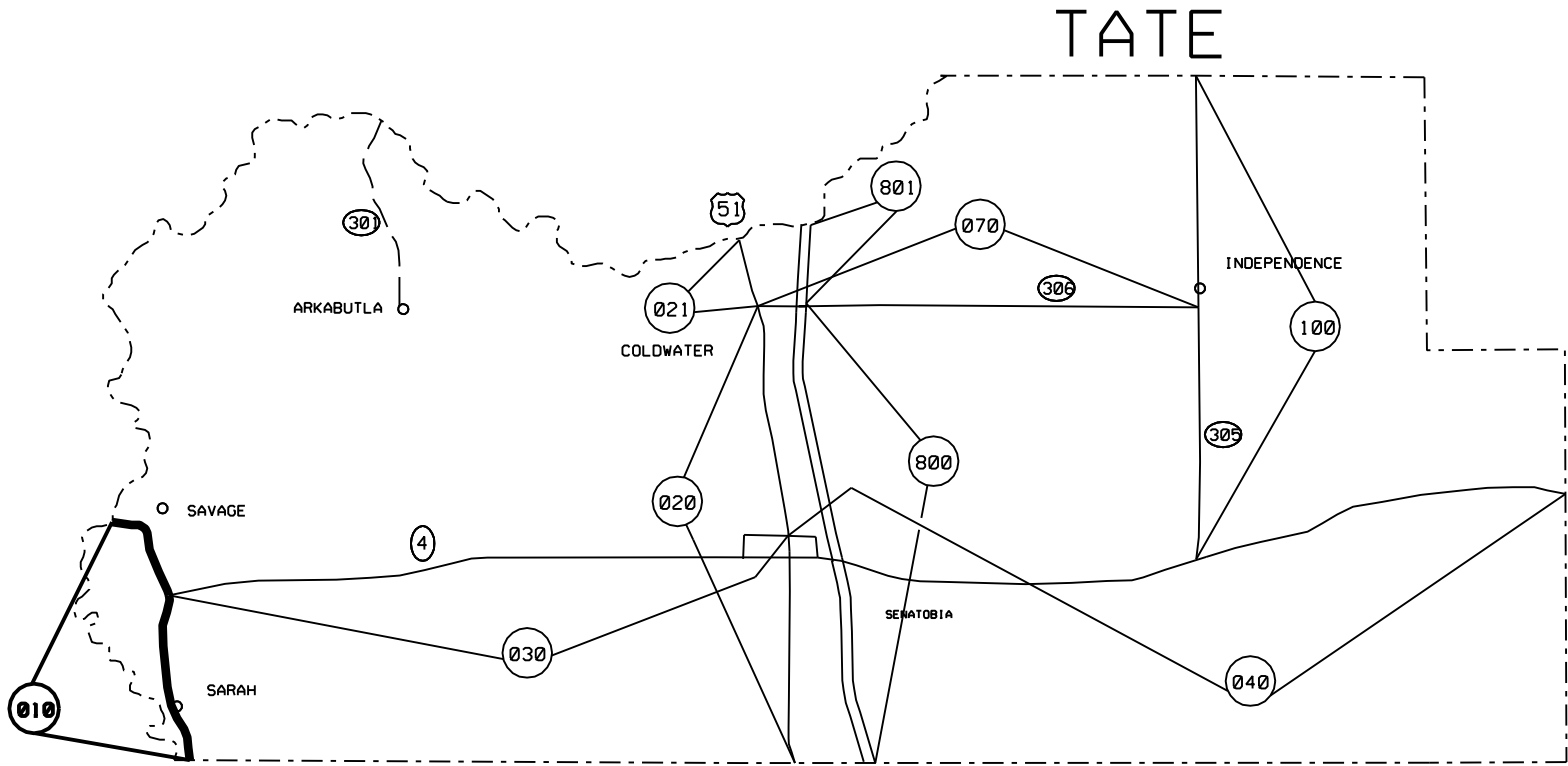 TATE
801
51
301
070
INDEPENDENCE
306
ARKABUTLA
021
100
COLDWATER
305
800
020
SAVAGE
4
SENATOBIA
030
040
SARAH
010